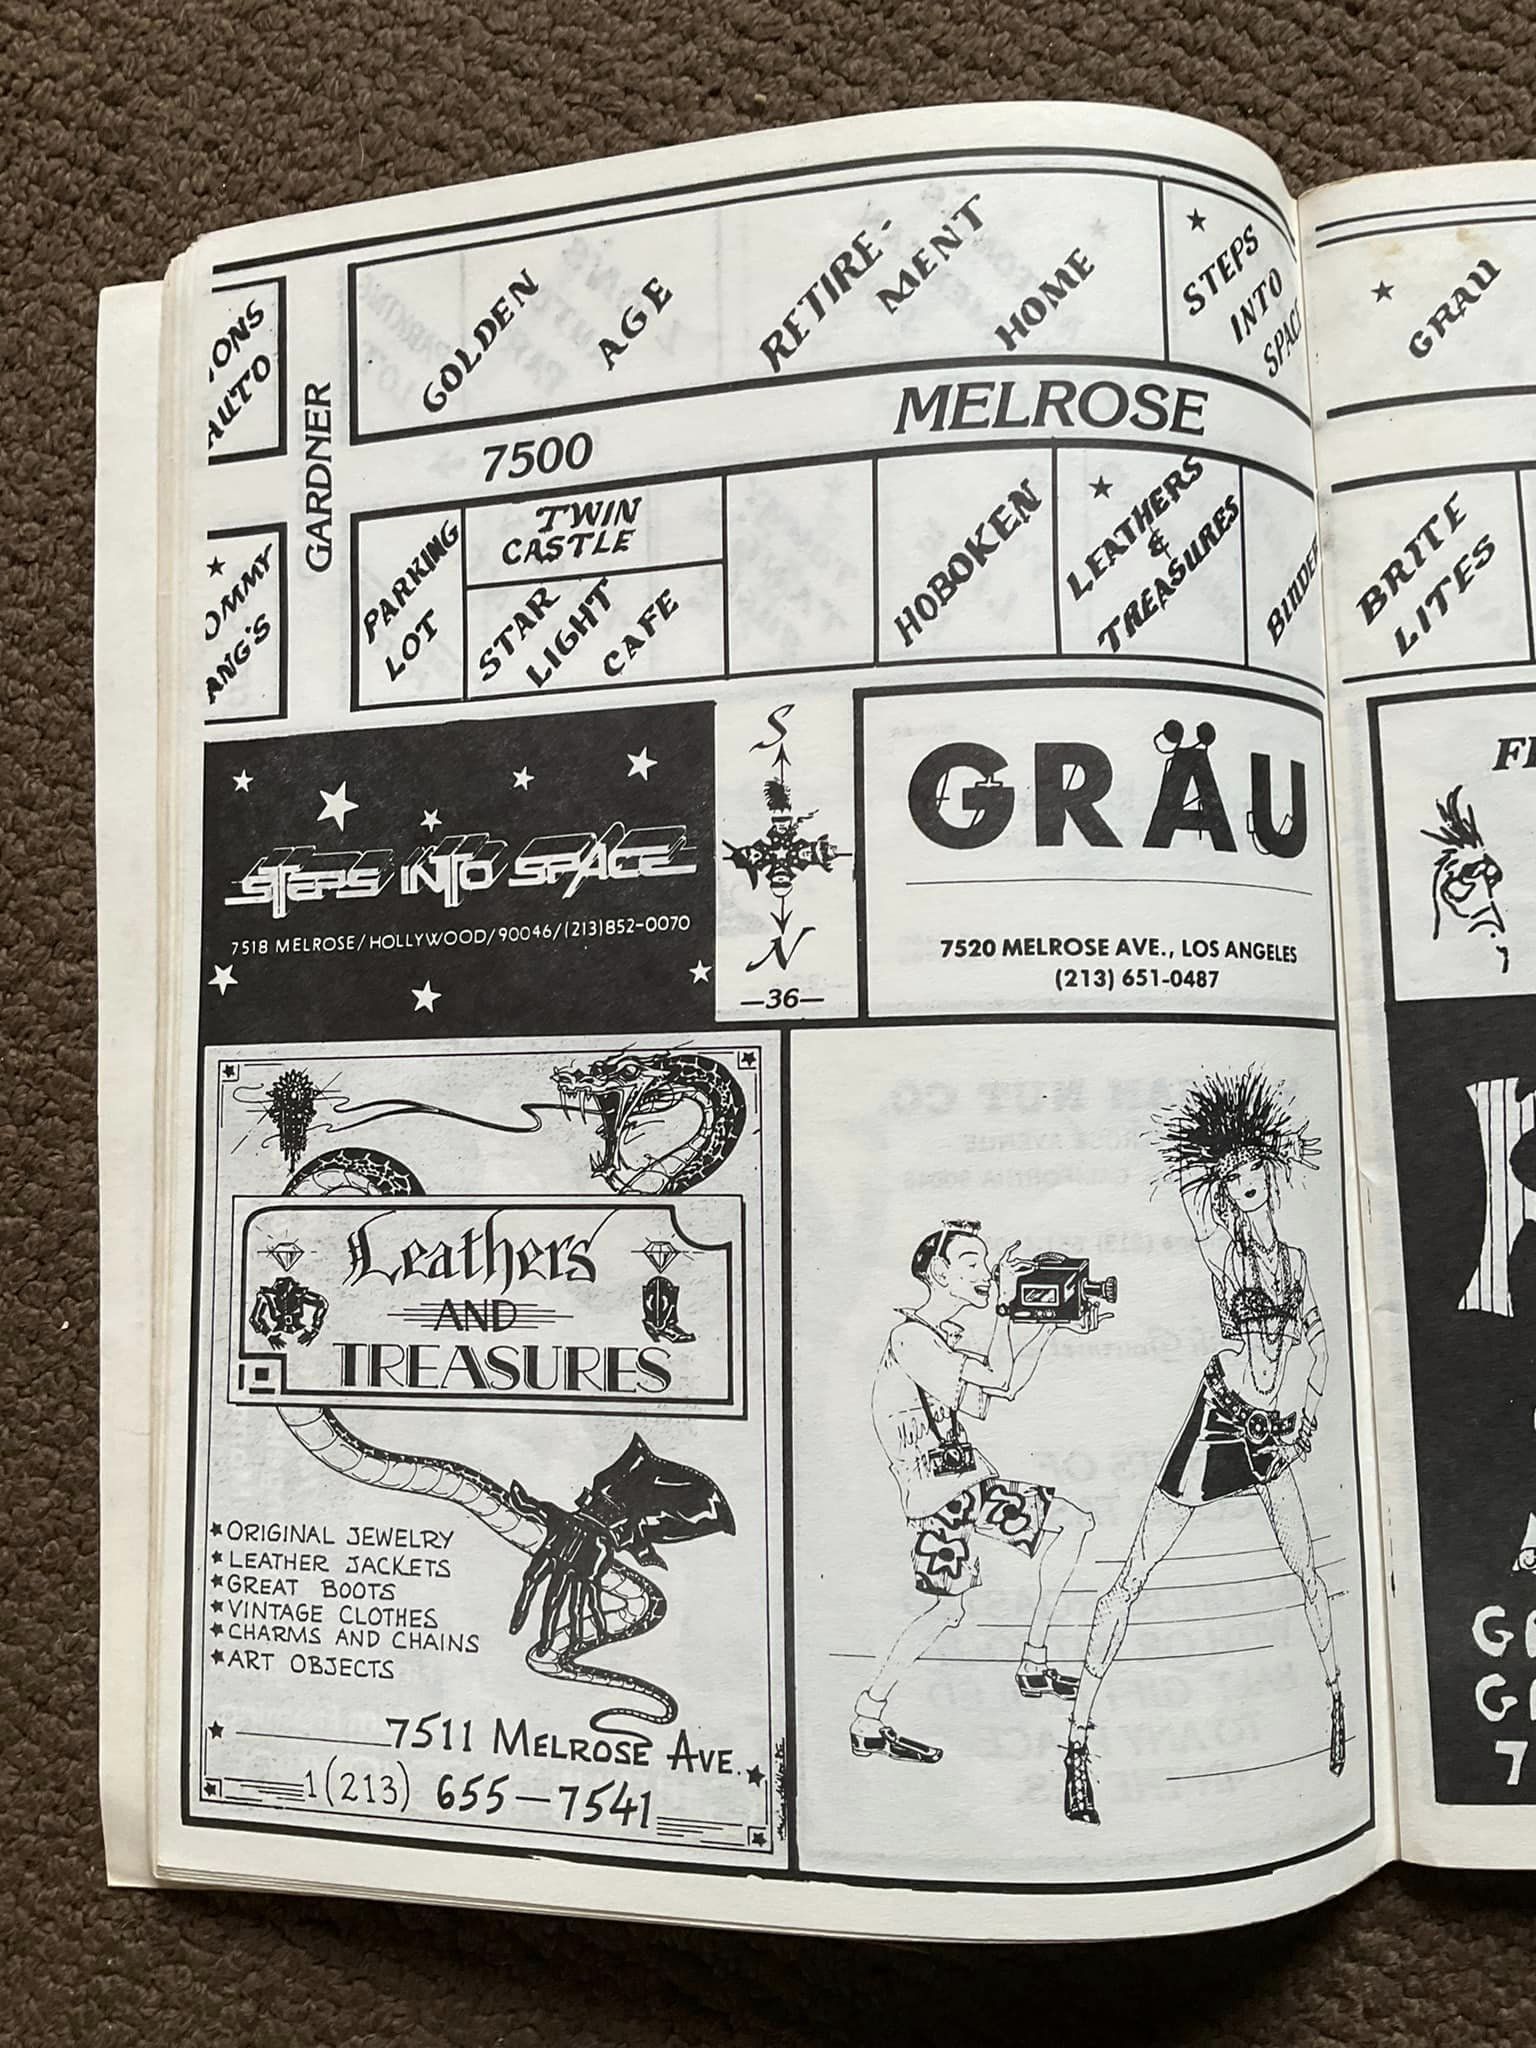 GOLDEN
AGE
RETIRE-
MENT
HOME
★ STEPS
INTO
SPACE
★ GRAU
ONS
AUTO
GARDNER
7500
MELROSE
★
OMMY
ANG'S
PARKING
LOT
TWIN
CASTLE
STAR
LIGHT
CAFE
HOBOKEN
★ LEATHERS
&
TREASURES
BRITE
LITES
STEPS INTO SPACE
7518 MELROSE/HOLLYWOOD/90046/(213)852-0070
S
N
—36—
GRÄU
7520 MELROSE AVE., LOS ANGELES
(213) 651-0487
Leathers
AND
TREASURES
★ ORIGINAL JEWELRY
★ LEATHER JACKETS
★ GREAT BOOTS
★ VINTAGE CLOTHES
★ CHARMS AND CHAINS
★ ART OBJECTS
7511 MELROSE AVE.
1(213) 655-7541